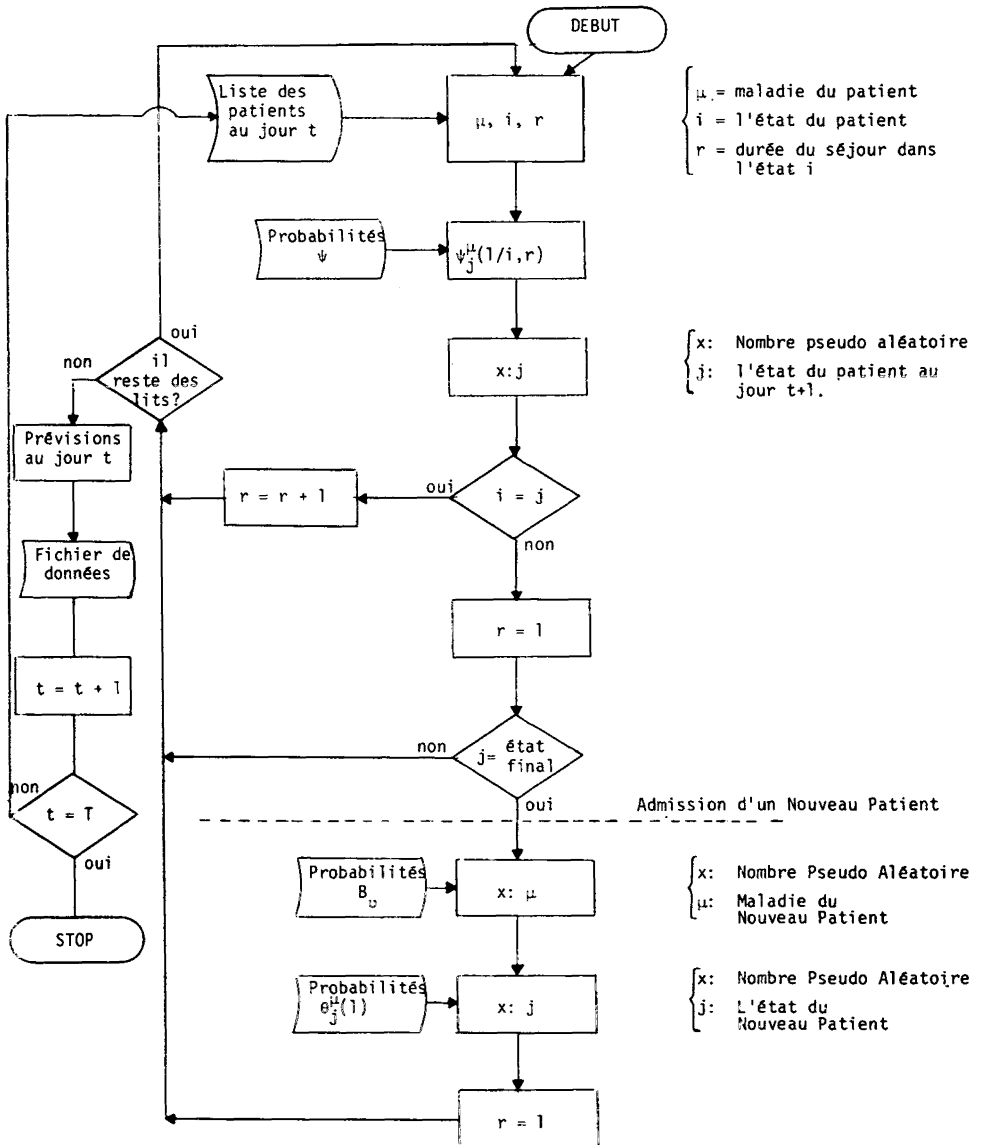 DEBUT
Liste des
patients
au jour t
μ, i, r
μ = maladie du patient
i = l'état du patient
r = durée du séjour dans
l'état i
Probabilités
ψ
ψ^μ_j(1/i,r)
oui
non
il
reste des
lits?
x:j
x: Nombre pseudo aléatoire
j: l'état du patient au
jour t+1.
Prévisions
au jour t
r = r + 1
oui
i = j
non
Fichier de
données
r = 1
t = t + 1
non
j= état
final
oui
non
t = T
oui
Admission d'un Nouveau Patient
Probabilités
B_υ
x: μ
x: Nombre Pseudo Aléatoire
μ: Maladie du
Nouveau Patient
STOP
Probabilités
θ^μ_j(1)
x: j
x: Nombre Pseudo Aléatoire
j: L'état du
Nouveau Patient
r = 1